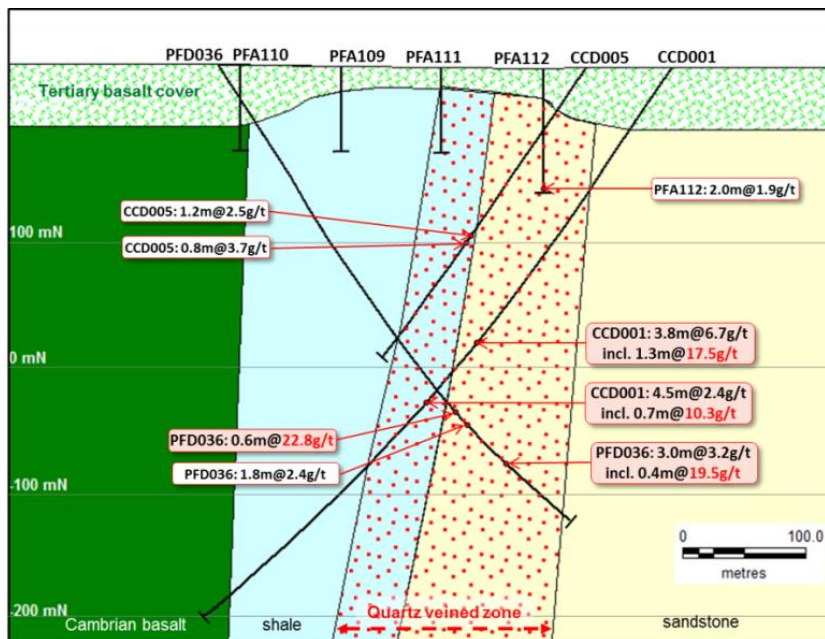 PFD036 PFA110 PFA109 PFA111 PFA112 CCD005 CCD001
Tertiary basalt cover
PFA112: 2.0m@1.9g/t
CCD005: 1.2m@2.5g/t
CCD005: 0.8m@3.7g/t
100 mN
CCD001: 3.8m@6.7g/t
incl. 1.3m@17.5g/t
0 mN
CCD001: 4.5m@2.4g/t
incl. 0.7m@10.3g/t
PFD036: 0.6m@22.8g/t
PFD036: 1.8m@2.4g/t
PFD036: 3.0m@3.2g/t
incl. 0.4m@19.5g/t
-100 mN
0 100.0
metres
-200 mN
Cambrian basalt shale Quartz veined zone sandstone